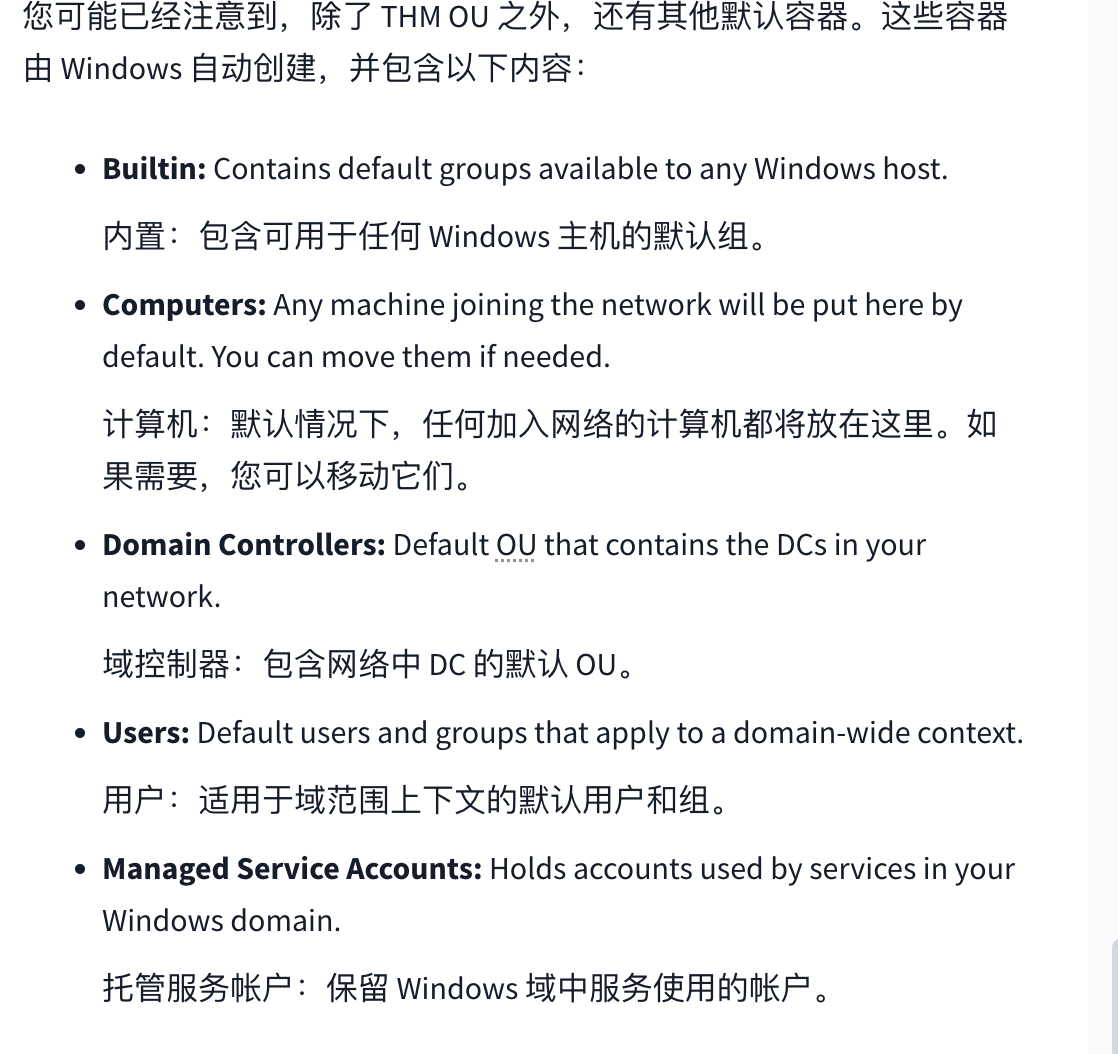 您可能已经注意到，除了 THM OU 之外，还有其他默认容器。这些容器
由 Windows 自动创建，并包含以下内容：
• Builtin: Contains default groups available to any Windows host.
内置：包含可用于任何 Windows 主机的默认组。
• Computers: Any machine joining the network will be put here by
default. You can move them if needed.
计算机：默认情况下，任何加入网络的计算机都将放在这里。如
果需要，您可以移动它们。
• Domain Controllers: Default OU that contains the DCs in your
network.
域控制器：包含网络中 DC 的默认 OU。
• Users: Default users and groups that apply to a domain-wide context.
用户：适用于域范围上下文的默认用户和组。
• Managed Service Accounts: Holds accounts used by services in your
Windows domain.
托管服务帐户：保留 Windows 域中服务使用的帐户。